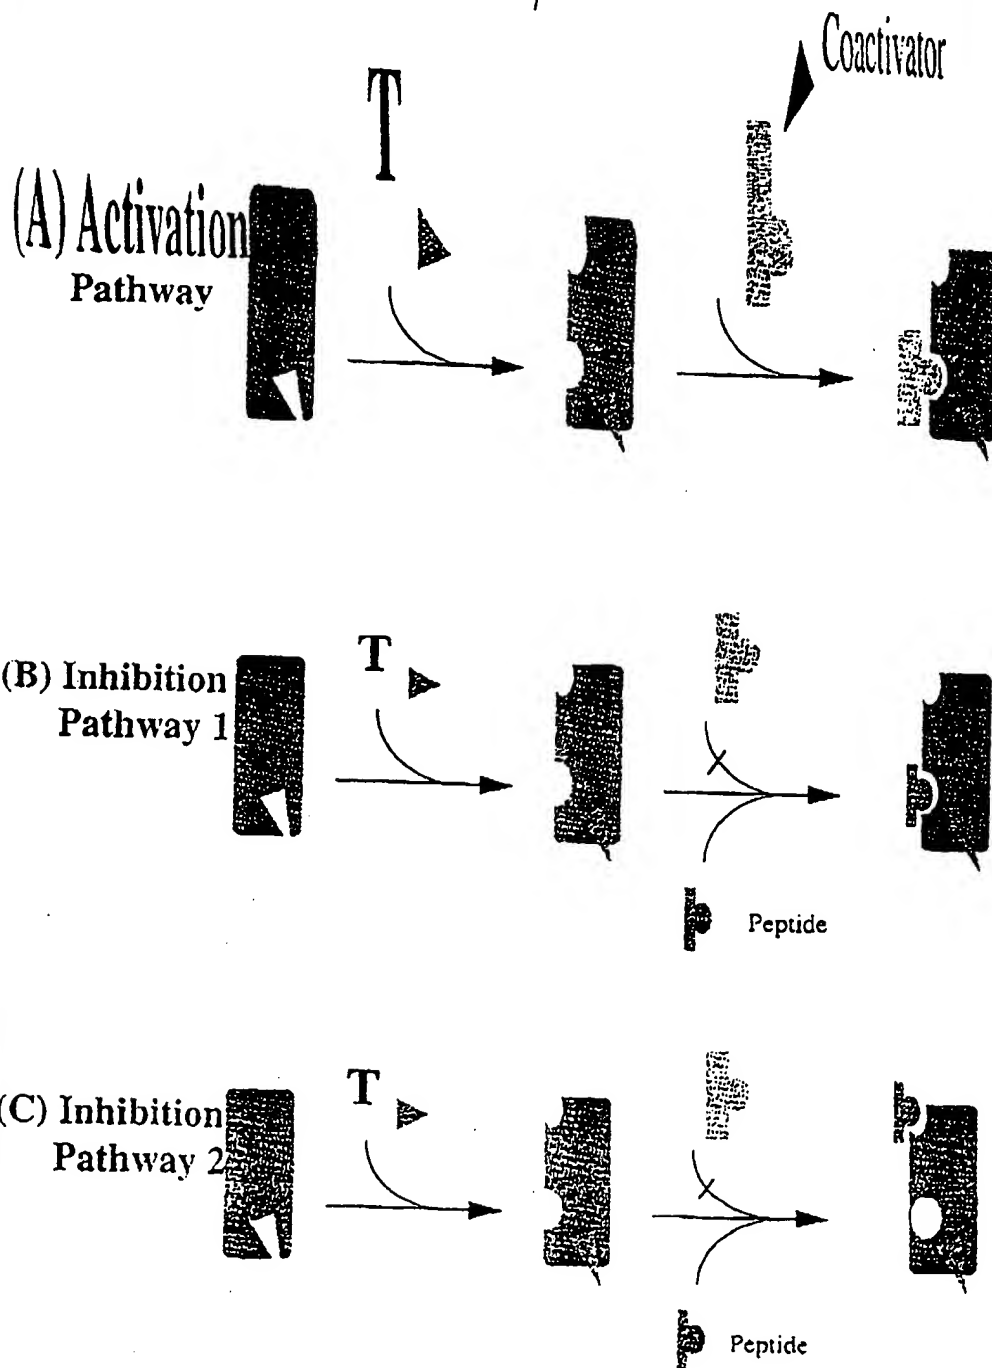 Coactivator
T
(A) Activation
Pathway
T
(B) Inhibition
Pathway 1
Peptide
T
(C) Inhibition
Pathway 2
Peptide